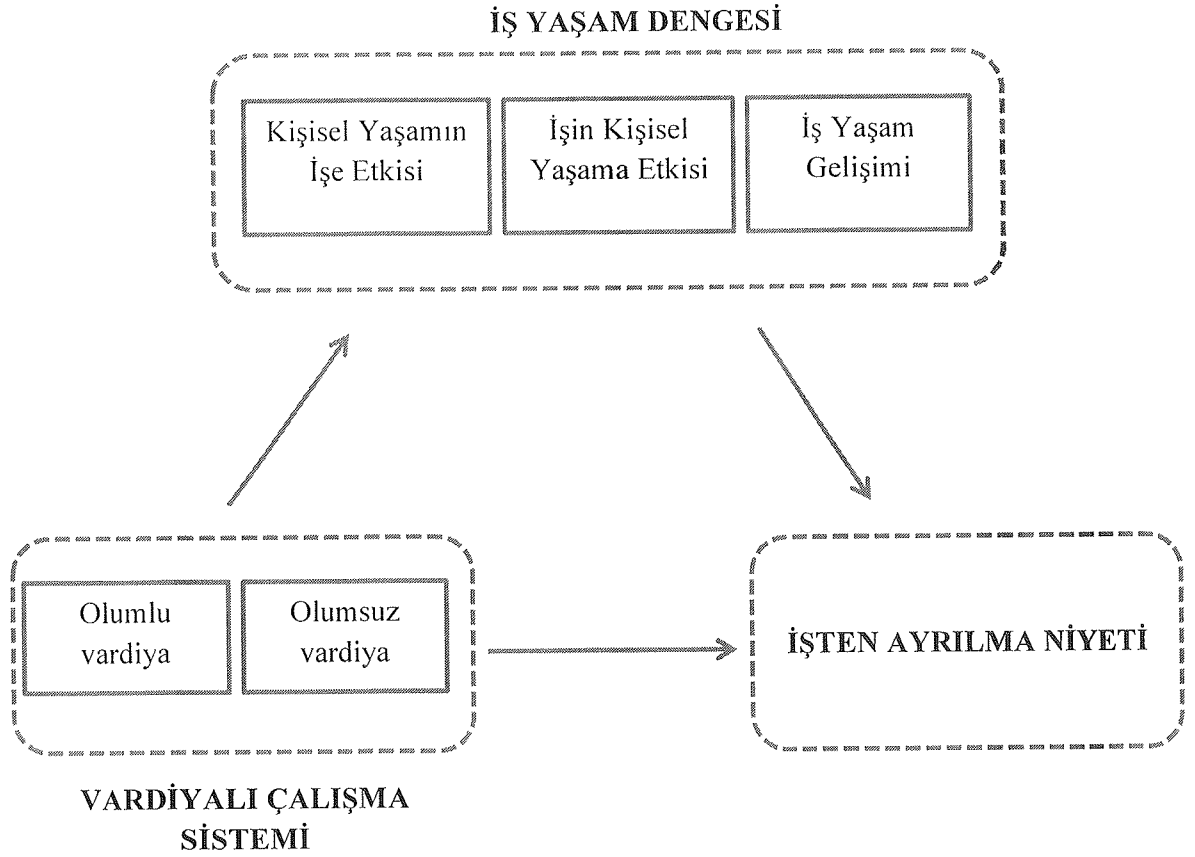 İŞ YAŞAM DENGESİ
Kişisel Yaşamın
İşe Etkisi
İşin Kişisel
Yaşama Etkisi
İş Yaşam
Gelişimi
Olumlu
vardiya
Olumsuz
vardiya
İŞTEN AYRILMA NİYETİ
VARDİYALI ÇALIŞMA
SİSTEMİ